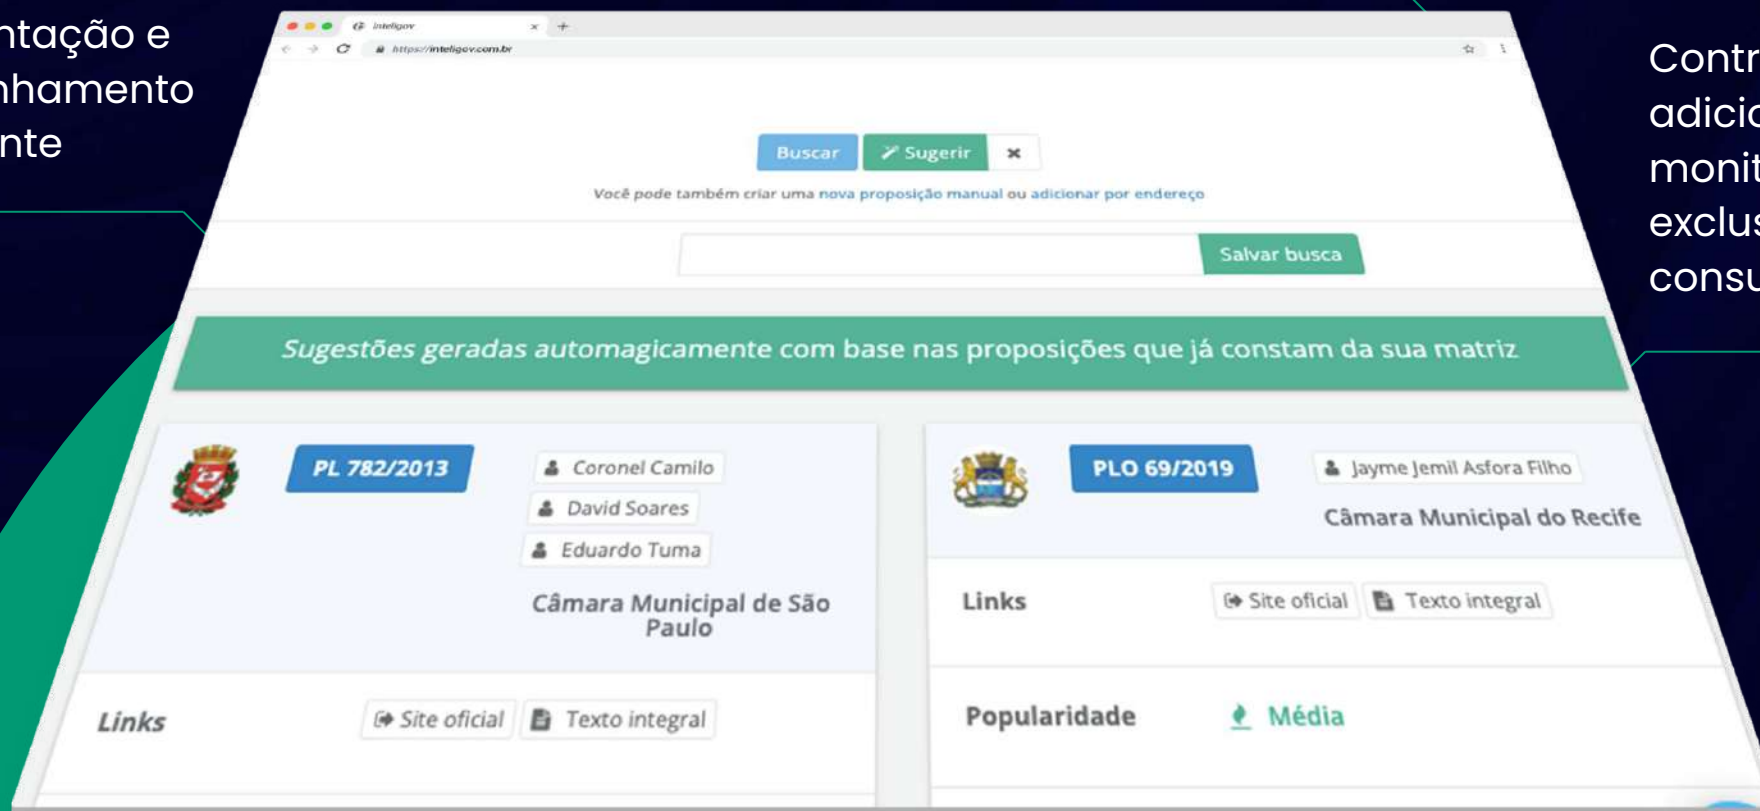 ntação e
nhamento
nte
inteligov
https://inteligov.com.br
Buscar
Sugerir
Você pode também criar uma nova proposição manual ou adicionar por endereço
Salvar busca
Sugestões geradas automagicamente com base nas proposições que já constam da sua matriz
PL 782/2013
Coronel Camilo
David Soares
Eduardo Tuma
Câmara Municipal de São
Paulo
Links
Site oficial
Texto integral
PLO 69/2019
Jayme Jemil Asfora Filho
Câmara Municipal do Recife
Links
Site oficial
Texto integral
Popularidade
Média
Contr
adici
monit
exclus
consu